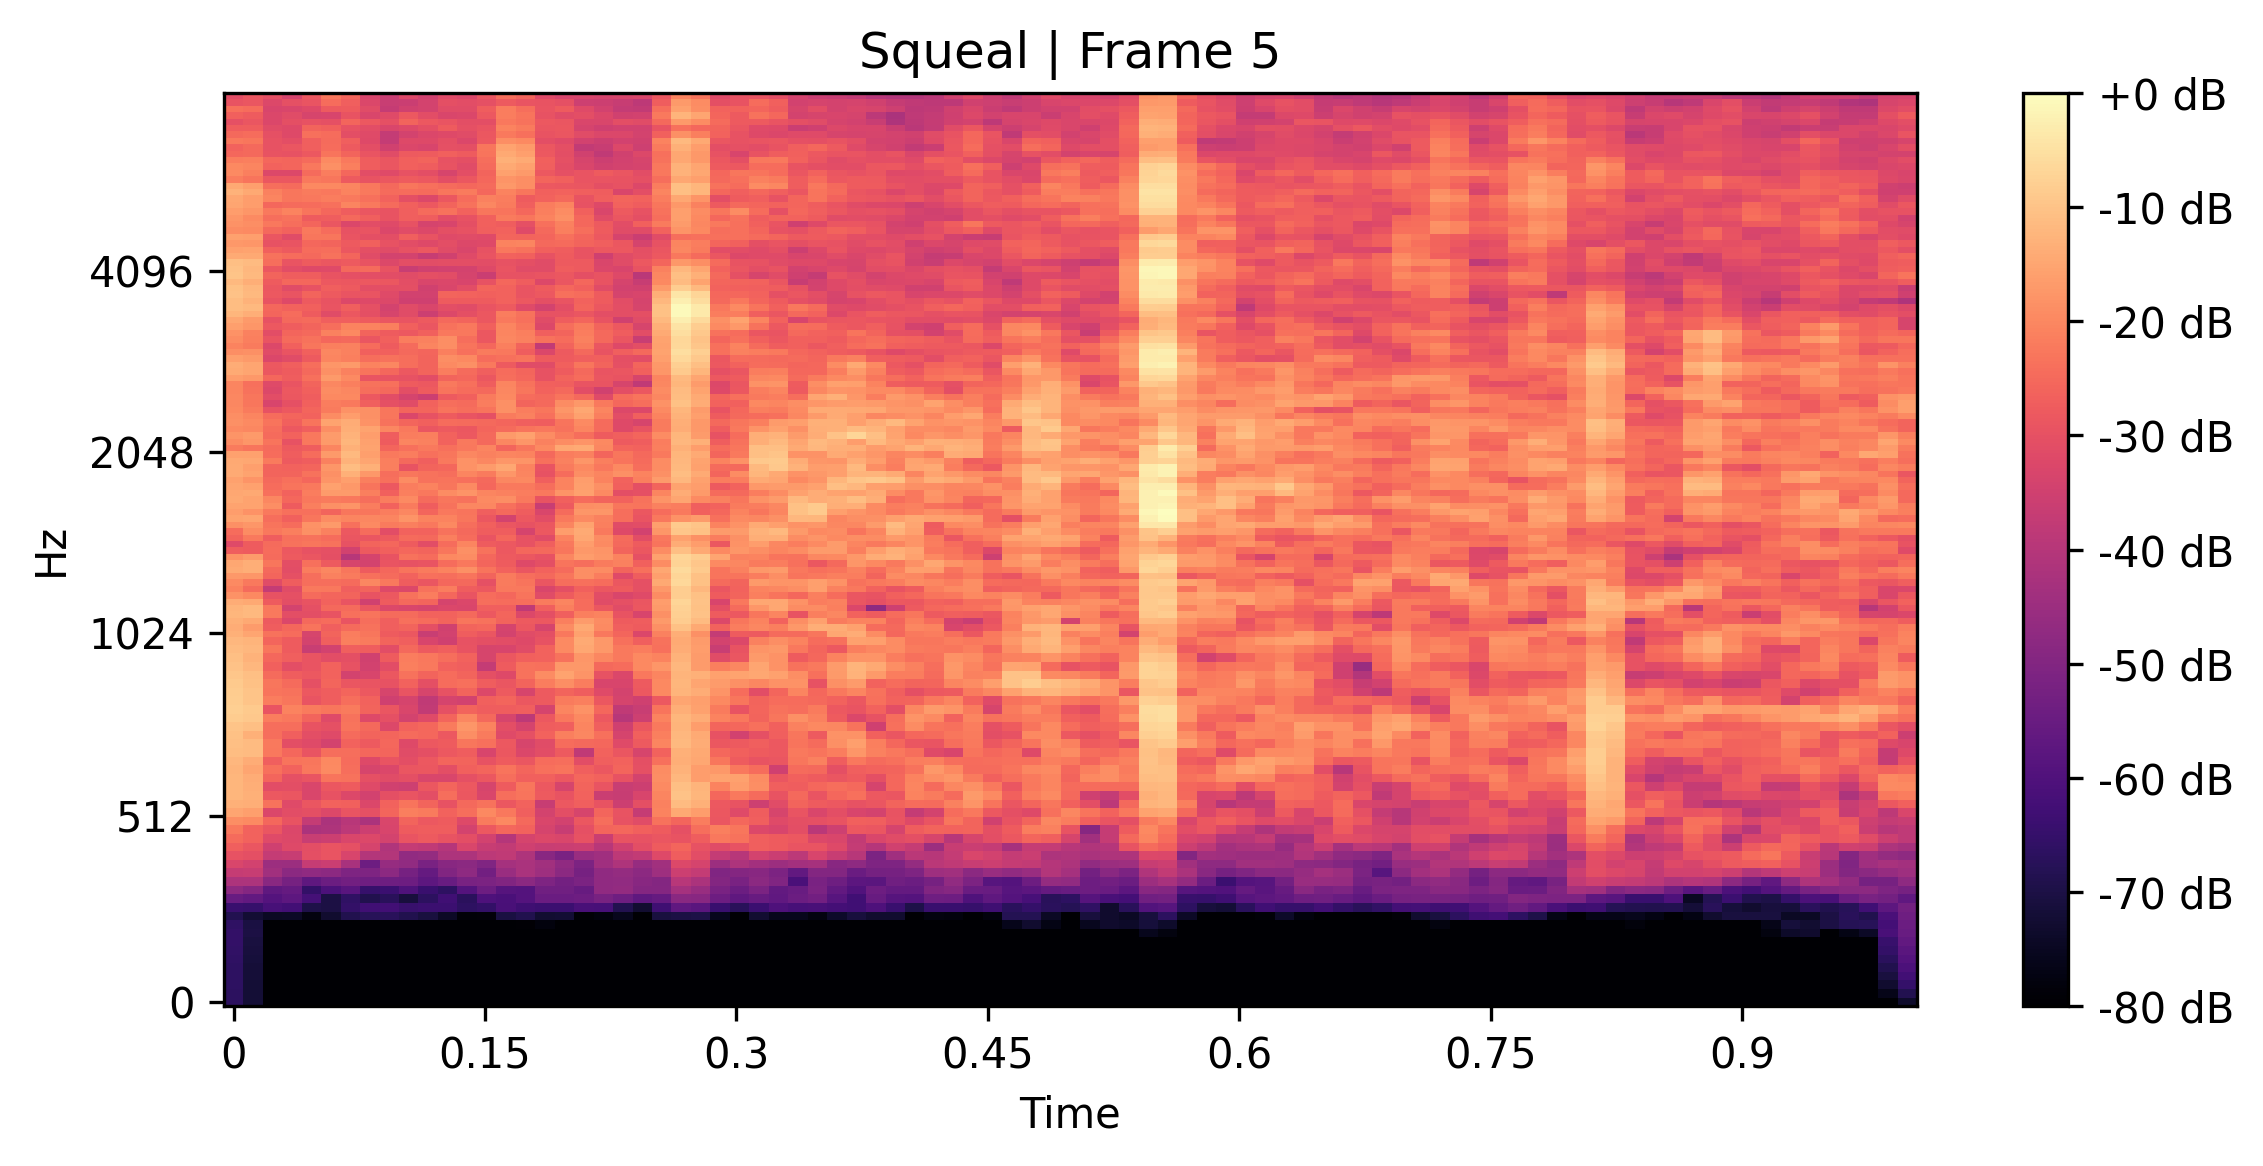 Squeal | Frame 5
+0 dB
-10 dB
-20 dB
-30 dB
-40 dB
-50 dB
-60 dB
-70 dB
-80 dB
Hz
4096
2048
1024
512
0
0 0.15 0.3 0.45 0.6 0.75 0.9
Time